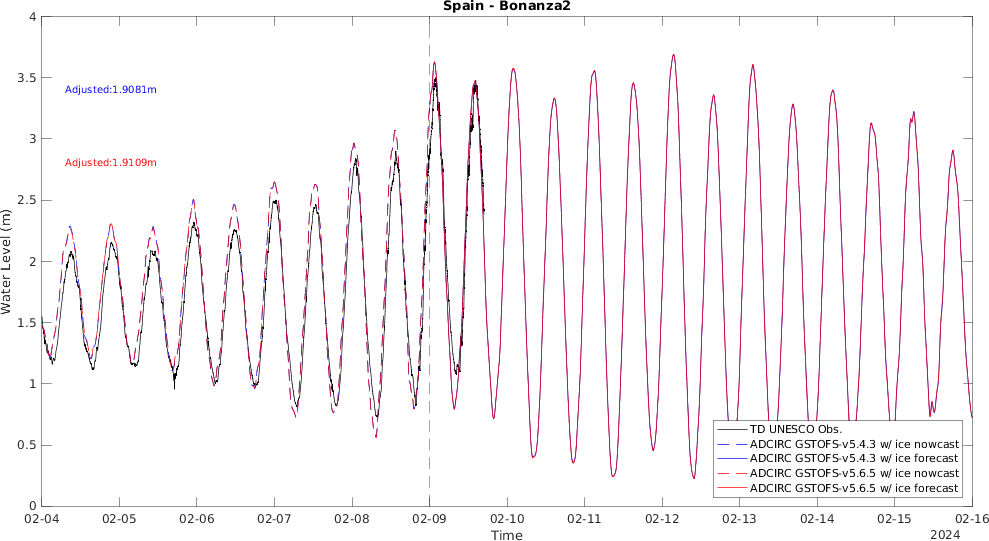 Spain - Bonanza2
4
3.5
3
2.5
2
1.5
1
0.5
0
Water Level (m)
Adjusted:1.9081m
Adjusted:1.9109m
TD UNESCO Obs.
ADCIRC GSTOFS-v5.4.3 w/ ice nowcast
ADCIRC GSTOFS-v5.4.3 w/ ice forecast
ADCIRC GSTOFS-v5.6.5 w/ ice nowcast
ADCIRC GSTOFS-v5.6.5 w/ ice forecast
02-04 02-05 02-06 02-07 02-08 02-09 02-10 02-11 02-12 02-13 02-14 02-15 02-16
Time
2024